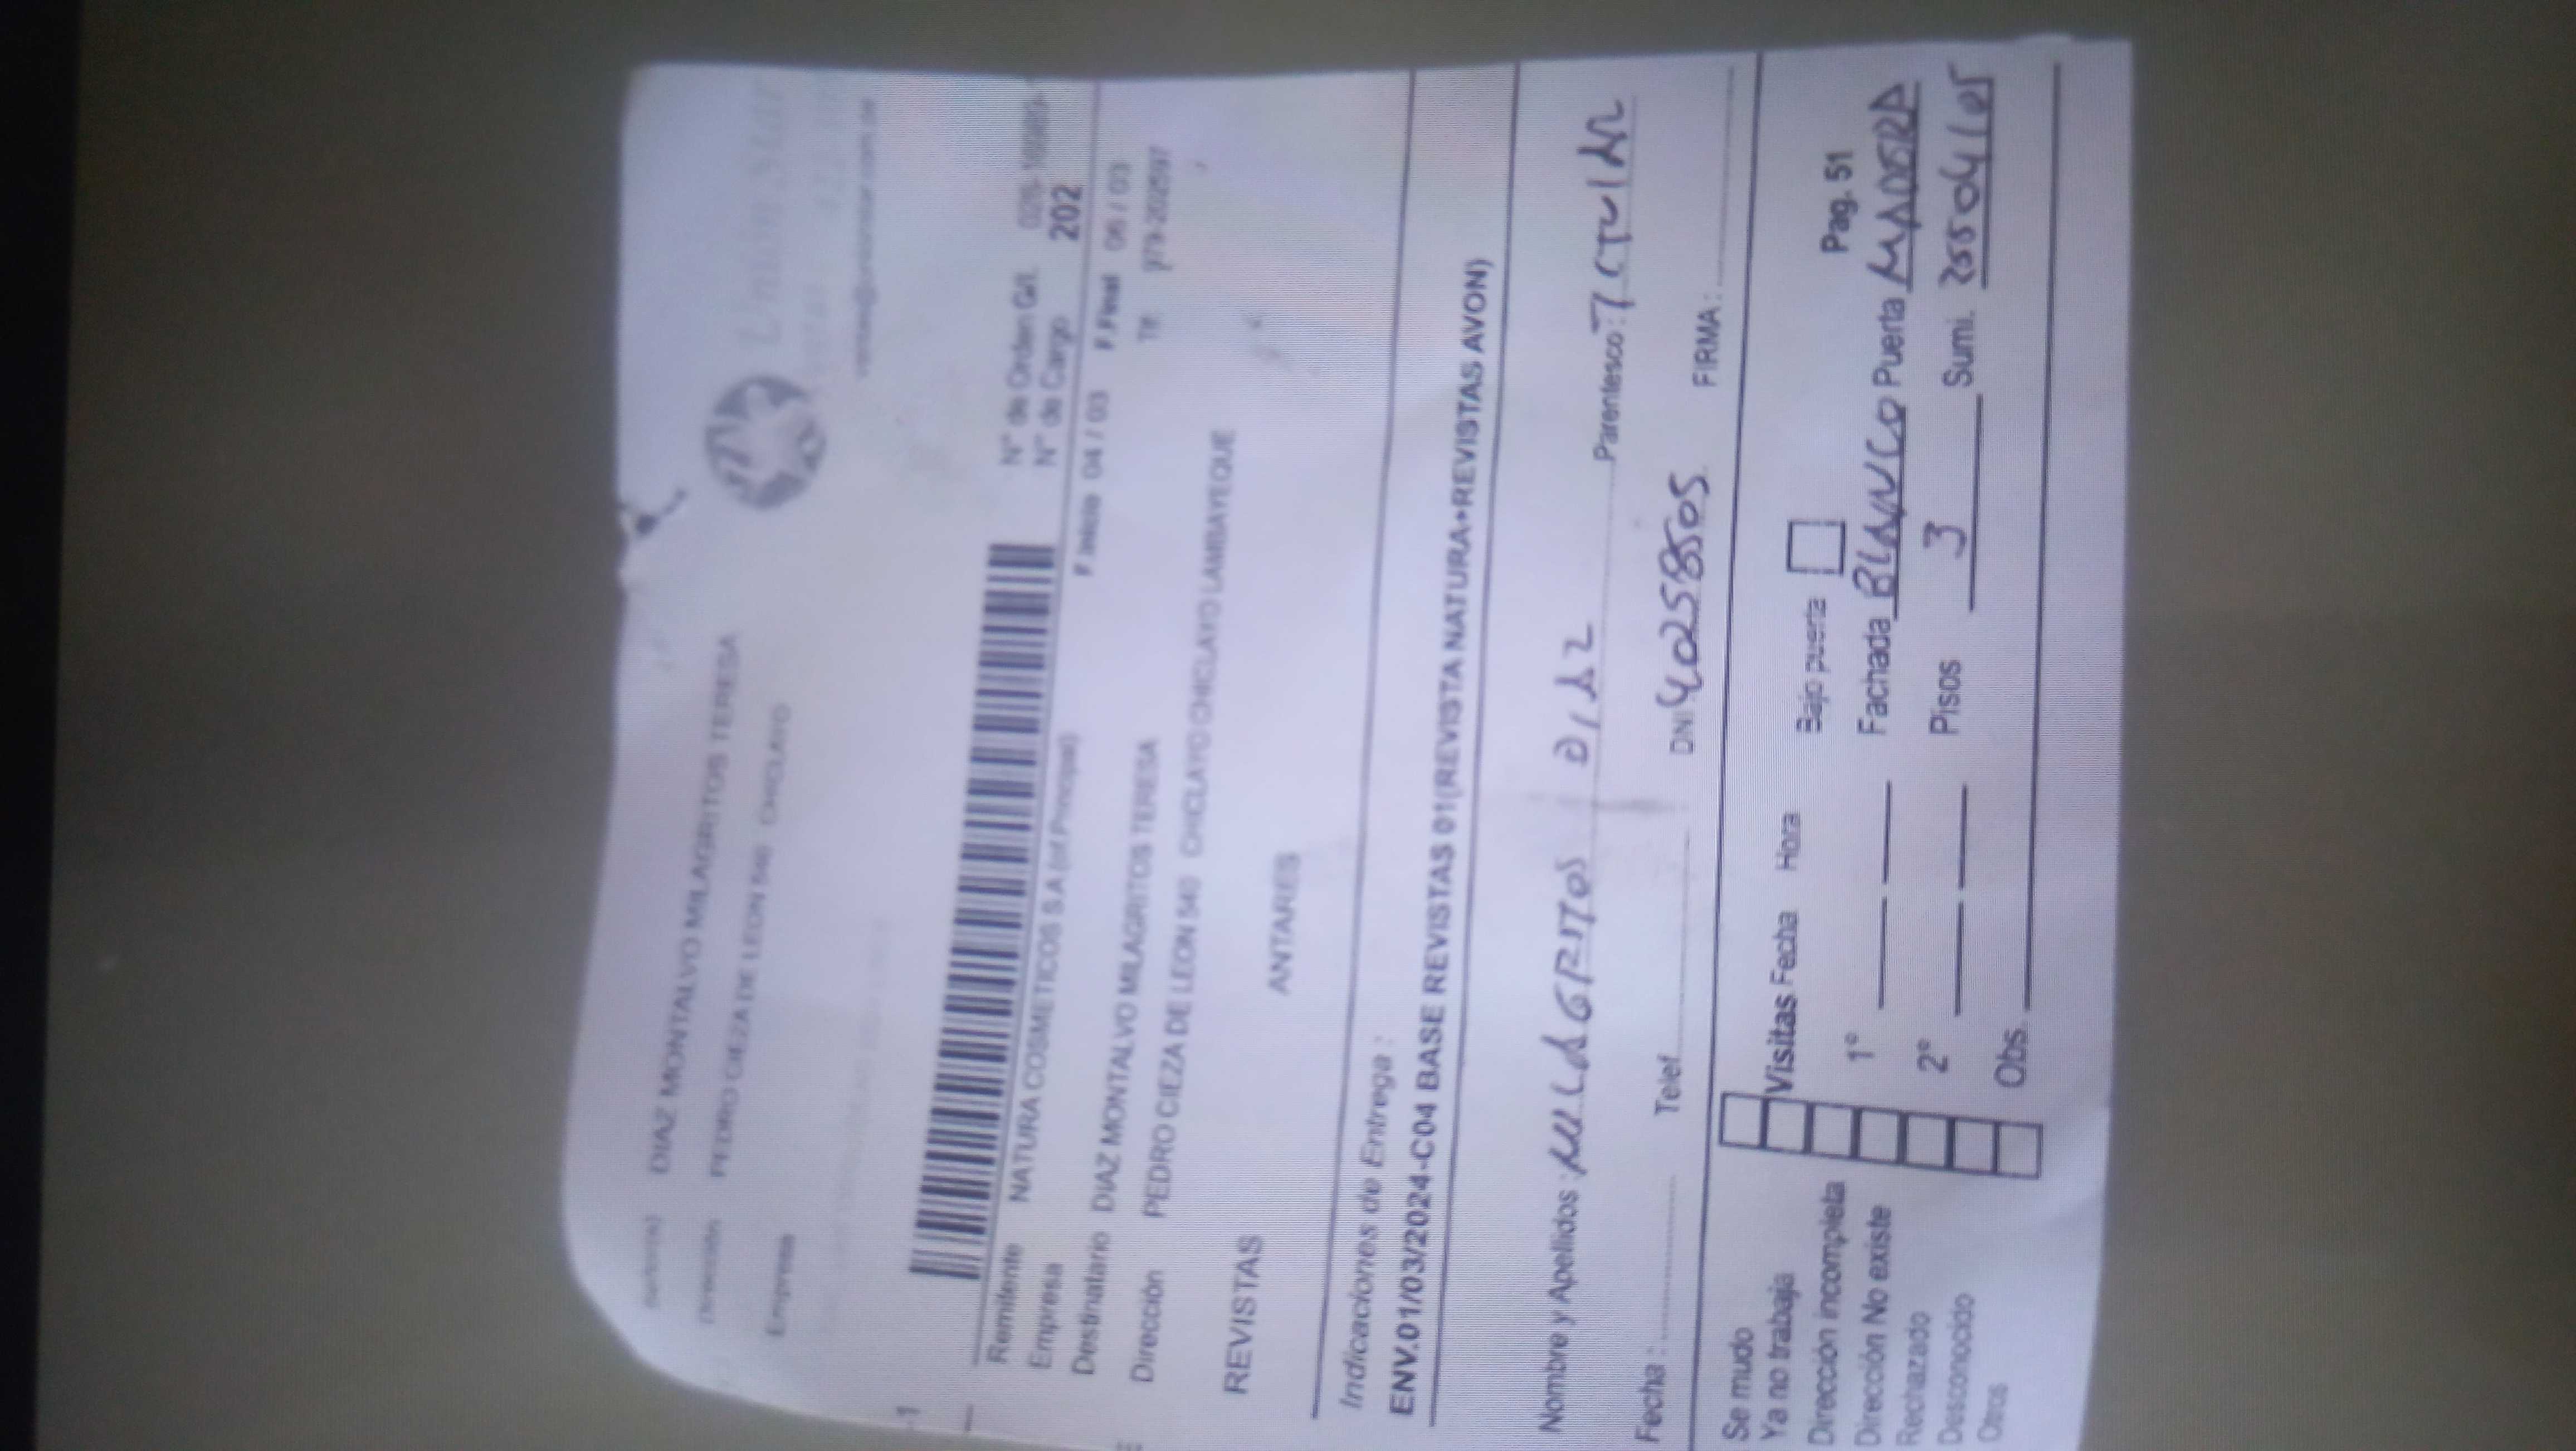 DIAZ MONTALVO MILAGRITOS TERESA
Dirección PEDRO CIEZA DE LEON 540 CHICLAYO
Empresa
Remitente NATURA COSMETICOS S.A (of.Principal)
Empresa
N° de Orden G/I.
N° de Cargo 202
Destinatario DIAZ MONTALVO MILAGRITOS TERESA
F.Inicio 04 / 03 F.Final 06 / 03
Dirección PEDRO CIEZA DE LEON 540 CHICLAYO CHICLAYO LAMBAYEQUE
Tlf.
REVISTAS ANTARES
Indicaciones de Entrega :
ENV.01/03/2024-C04 BASE REVISTAS 01(REVISTA NATURA+REVISTAS AVON)
Nombre y Apellidos : MILAGRITOS DIAZ Parentesco :
Fecha : Telef DNI 40258505 FIRMA :
Se mudo
Ya no trabaja
Dirección incompleta
Dirección No existe
Rechazado
Desconocido
Otros
Visitas Fecha Hora Bajo puerta Pag. 51
1° Fachada BLANCO Puerta MADERA
2° Pisos 3 Sumi.
Obs.